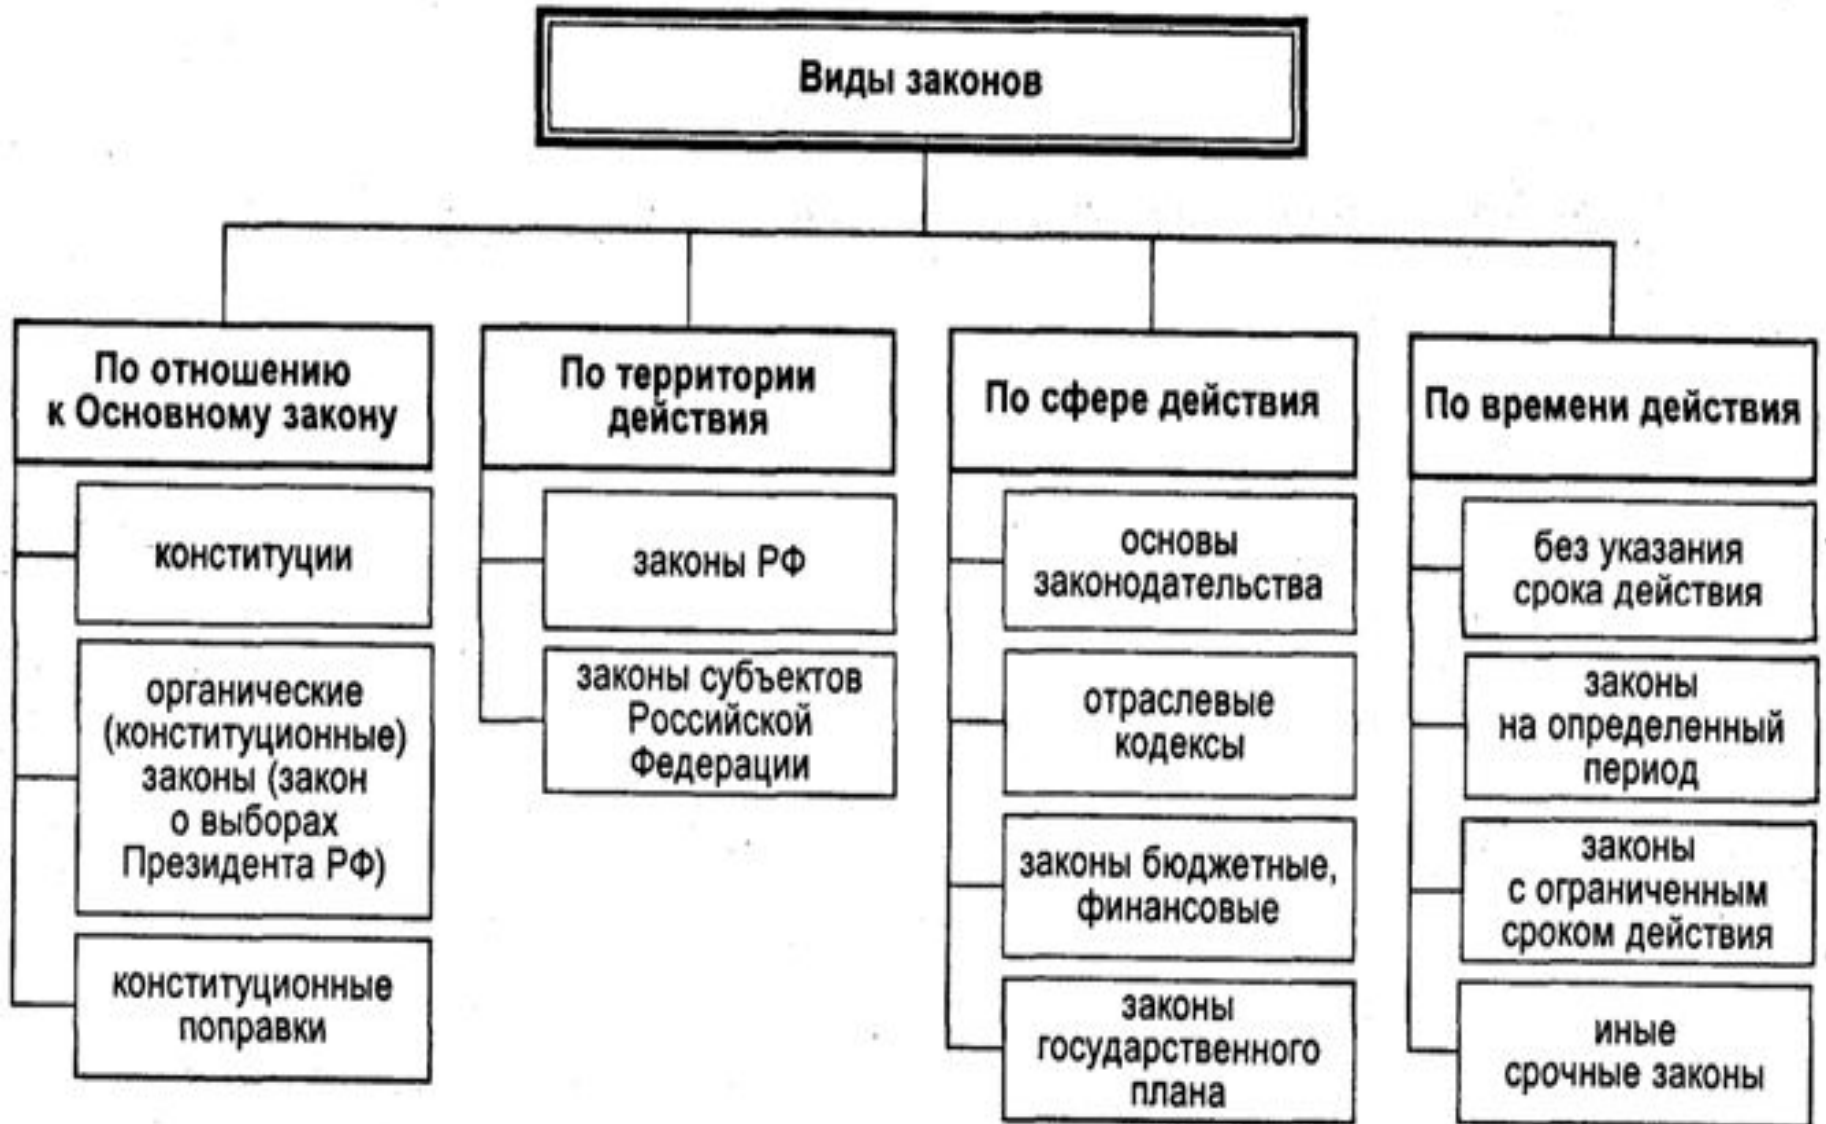 Виды законов
По отношению
к Основному закону
конституции
органические
(конституционные)
законы (закон
о выборах
Президента РФ)
конституционные
поправки
По территории
действия
законы РФ
законы субъектов
Российской
Федерации
По сфере действия
основы
законодательства
отраслевые
кодексы
законы бюджетные,
финансовые
законы
государственного
плана
По времени действия
без указания
срока действия
законы
на определенный
период
законы
с ограниченным
сроком действия
иные
срочные законы